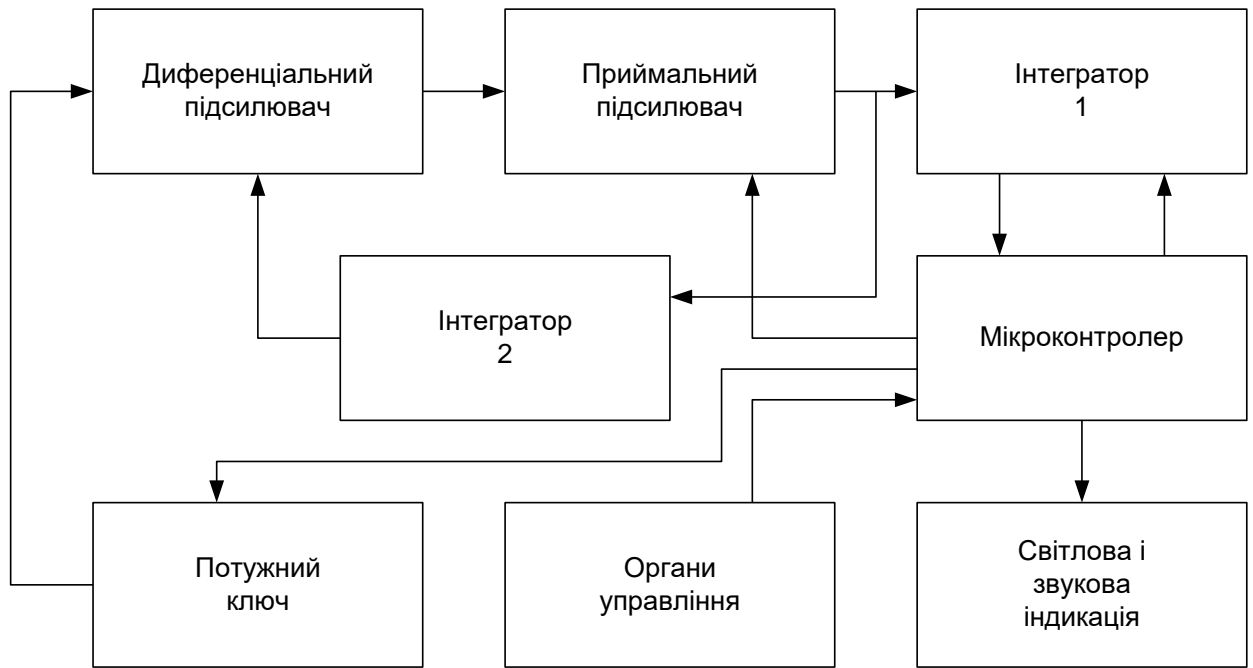 Диференціальний
підсилювач
Приймальний
підсилювач
Інтегратор
1
Інтегратор
2
Мікроконтролер
Потужний
ключ
Органи
управління
Світлова і
звукова
індикація